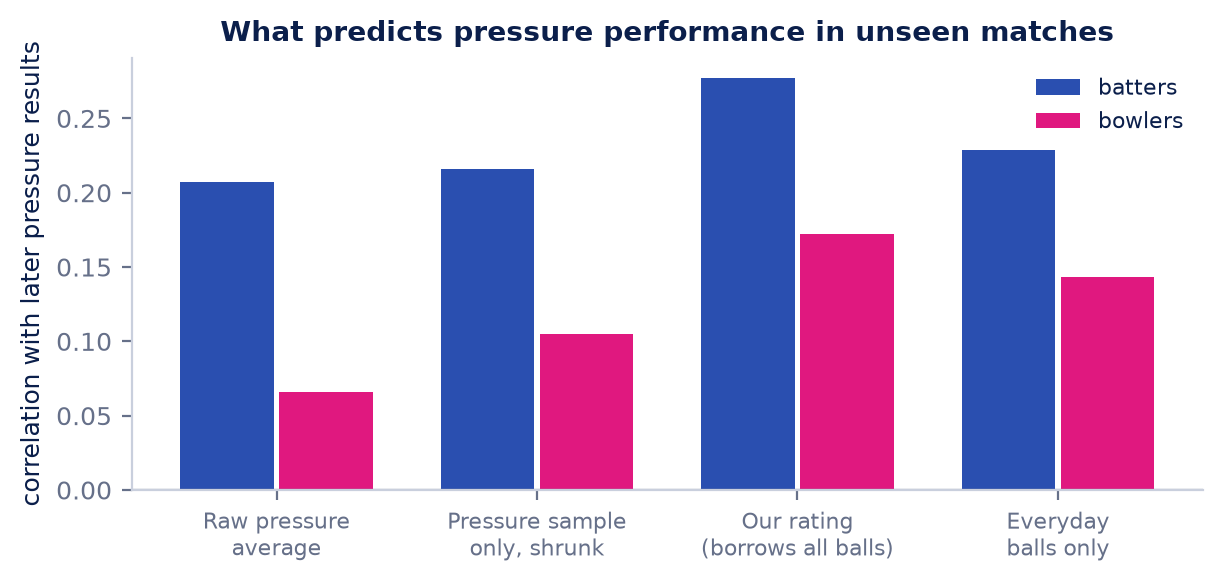 What predicts pressure performance in unseen matches
correlation with later pressure results
0.25
0.20
0.15
0.10
0.05
0.00
batters
bowlers
Raw pressure
average
Pressure sample
only, shrunk
Our rating
(borrows all balls)
Everyday
balls only